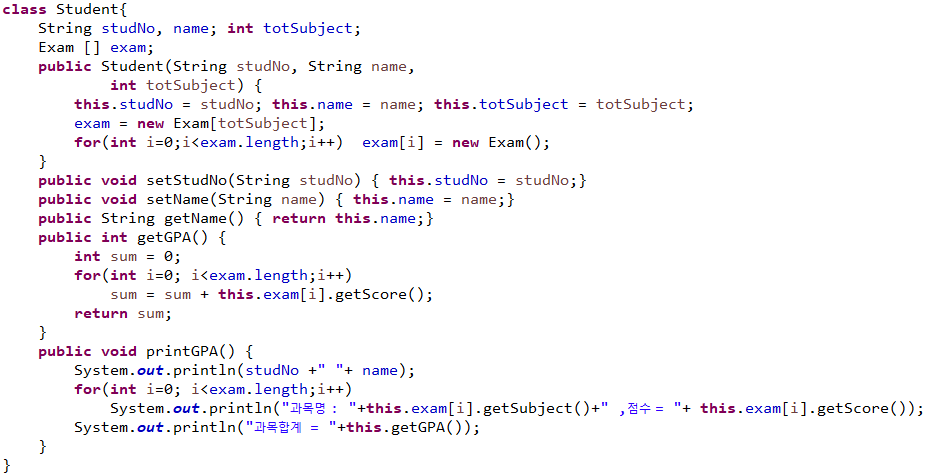 class Student{
    String studNo, name; int totSubject;
    Exam [] exam;
    public Student(String studNo, String name,
            int totSubject) {
        this.studNo = studNo; this.name = name; this.totSubject = totSubject;
        exam = new Exam[totSubject];
        for(int i=0;i<exam.length;i++)  exam[i] = new Exam();
    }
    public void setStudNo(String studNo) { this.studNo = studNo;}
    public void setName(String name) { this.name = name;}
    public String getName() { return this.name;}
    public int getGPA() {
        int sum = 0;
        for(int i=0; i<exam.length;i++)
            sum = sum + this.exam[i].getScore();
        return sum;
    }
    public void printGPA() {
        System.out.println(studNo +" "+ name);
        for(int i=0; i<exam.length;i++)
            System.out.println("과목명 : "+this.exam[i].getSubject()+" ,점수 = "+ this.exam[i].getScore());
        System.out.println("과목합계 = "+this.getGPA());
    }
}